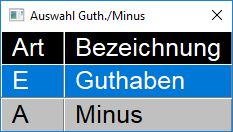 Auswahl Guth./Minus
Art Bezeichnung
E Guthaben
A Minus